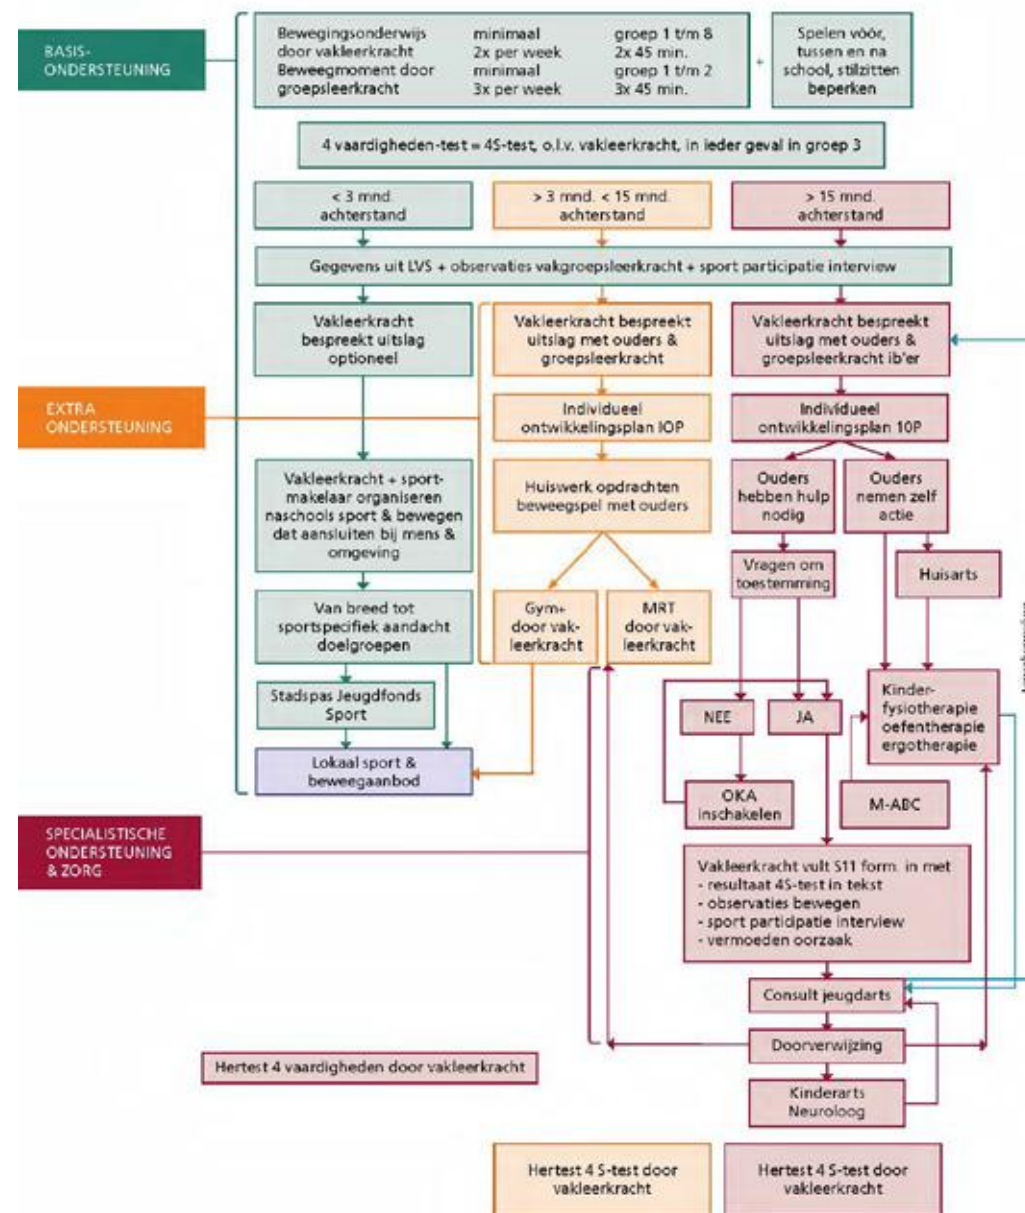 BASIS-
ONDERSTEUNING
Bewegingsonderwijs minimaal groep 1 t/m 8
door vakleerkracht 2x per week 2x 45 min.
Beweegmoment door minimaal groep 1 t/m 2
groepsleerkracht 3x per week 3x 45 min.
+
Spelen vóór,
tussen en na
school, stilzitten
beperken
4 vaardigheden-test = 4S-test, o.l.v. vakleerkracht, in ieder geval in groep 3
< 3 mnd.
achterstand
> 3 mnd. < 15 mnd.
achterstand
> 15 mnd.
achterstand
Gegevens uit LVS + observaties vakgroepsleerkracht + sport participatie interview
Vakleerkracht
bespreekt uitslag
optioneel
Vakleerkracht bespreekt
uitslag met ouders &
groepsleerkracht
Vakleerkracht bespreekt
uitslag met ouders &
groepsleerkracht ib'er
EXTRA
ONDERSTEUNING
Individueel
ontwikkelingsplan IOP
Individueel
ontwikkelingsplan 10P
Vakleerkracht + sport-
makelaar organiseren
naschools sport & bewegen
dat aansluiten bij mens &
omgeving
Huiswerk opdrachten
beweegspel met ouders
Ouders
hebben hulp
nodig
Ouders
nemen zelf
actie
Vragen om
toestemming
Huisarts
Van breed tot
sportspecifiek aandacht
doelgroepen
Gym+
door vak-
leerkracht
MRT
door vak-
leerkracht
Stadspas Jeugdfonds
Sport
NEE
JA
Kinder-
fysiotherapie
oefentherapie
ergotherapie
Lokaal sport &
beweegaanbod
OKA
inschakelen
M-ABC
SPECIALISTISCHE
ONDERSTEUNING
& ZORG
Vakleerkracht vult S11 form. in met
- resultaat 4S-test in tekst
- observaties bewegen
- sport participatie interview
- vermoeden oorzaak
Consult jeugdarts
Doorverwijzing
Hertest 4 vaardigheden door vakleerkracht
Kinderarts
Neuroloog
Hertest 4 S-test door
vakleerkracht
Hertest 4 S-test door
vakleerkracht